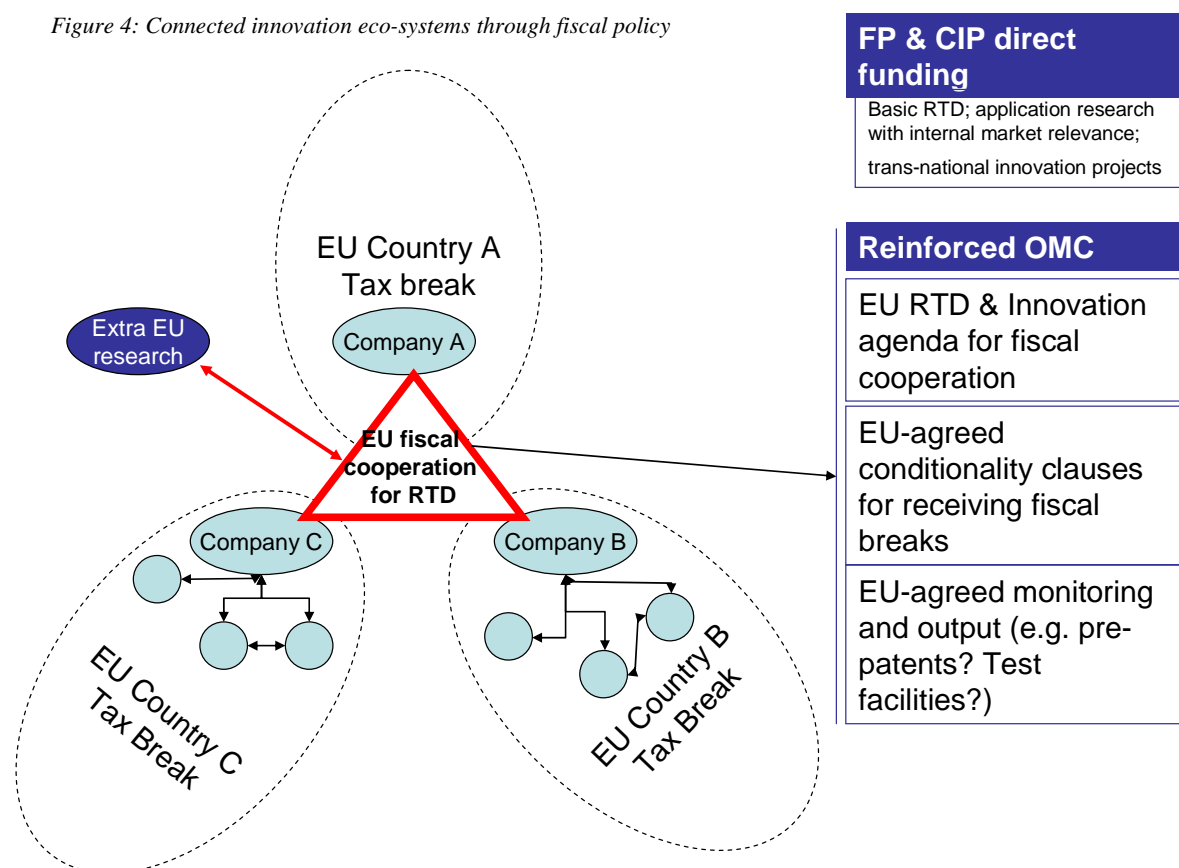 Figure 4: Connected innovation eco-systems through fiscal policy
FP & CIP direct
funding
Basic RTD; application research
with internal market relevance;
trans-national innovation projects
EU Country A
Tax break
Extra EU
research
Company A
EU fiscal
cooperation
for RTD
Company C
Company B
EU Country C
Tax Break
EU Country B
Tax Break
Reinforced OMC
EU RTD & Innovation
agenda for fiscal
cooperation
EU-agreed
conditionality clauses
for receiving fiscal
breaks
EU-agreed monitoring
and output (e.g. pre-
patents? Test
facilities?)